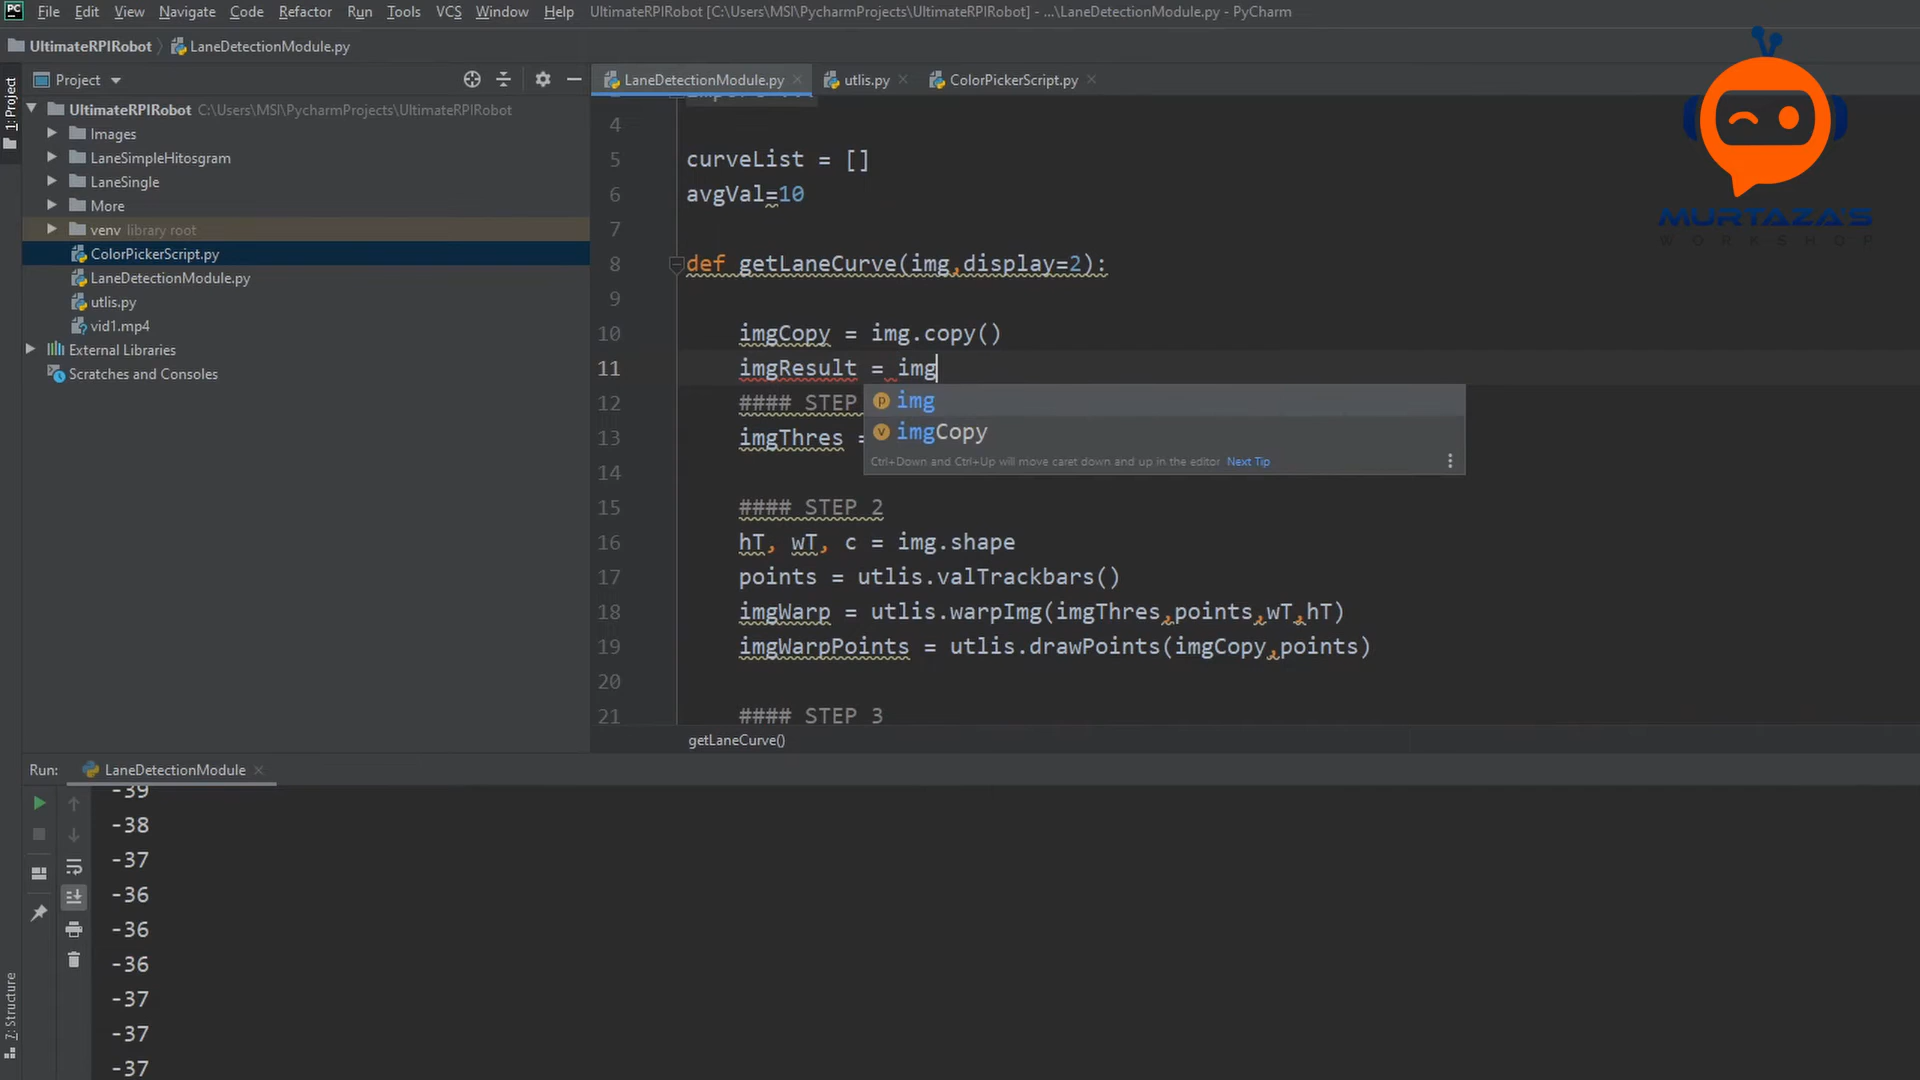 PC File Edit View Navigate Code Refactor Run Tools VCS Window Help UltimateRPIRobot [C:\Users\MSI\PycharmProjects\UltimateRPIRobot] - ...\LaneDetectionModule.py - PyCharm
UltimateRPIRobot LaneDetectionModule.py
1: Project
Project
LaneDetectionModule.py utlis.py ColorPickerScript.py
UltimateRPIRobot C:\Users\MSI\PycharmProjects\UltimateRPIRobot
Images
LaneSimpleHitosgram
LaneSingle
More
venv library root
ColorPickerScript.py
LaneDetectionModule.py
utlis.py
vid1.mp4
External Libraries
Scratches and Consoles
4
5 curveList = []
6 avgVal=10
7
8 def getLaneCurve(img,display=2):
9
10 imgCopy = img.copy()
11 imgResult = img
12 #### STEP
13 imgThres =
img
imgCopy
Ctrl+Down and Ctrl+Up will move caret down and up in the editor Next Tip
14
15 #### STEP 2
16 hT, wT, c = img.shape
17 points = utlis.valTrackbars()
18 imgWarp = utlis.warpImg(imgThres,points,wT,hT)
19 imgWarpPoints = utlis.drawPoints(imgCopy,points)
20
21 #### STEP 3
getLaneCurve()
MURTAZA'S
WORKSHOP
Run: LaneDetectionModule
-39
-38
-37
-36
-36
-36
-37
-37
-37
7: Structure